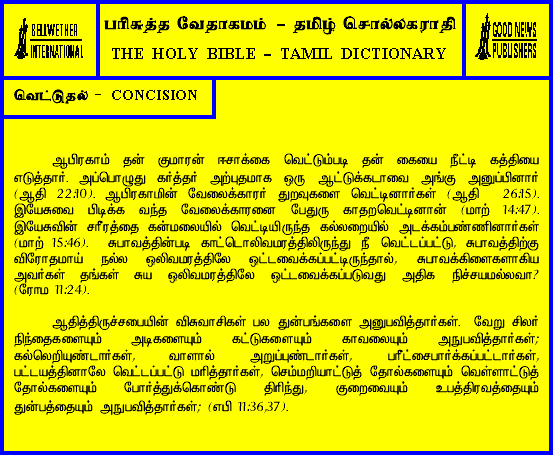 BELLWETHER
INTERNATIONAL
பரிசுத்த வேதாகமம் - தமிழ் சொல்லகராதி
THE HOLY BIBLE - TAMIL DICTIONARY
GOOD NEWS
PUBLISHERS
வெட்டுதல் - CONCISION
ஆபிரகாம் தன் குமாரன் ஈசாக்கை வெட்டும்படி தன் கையை நீட்டி கத்தியை
எடுத்தார். அப்பொழுது கர்த்தர் அற்புதமாக ஒரு ஆட்டுக்கடாவை அங்கு அனுப்பினார்
(ஆதி 22:10). ஆபிரகாமின் வேலைக்காரர் துறவுகளை வெட்டினார்கள் (ஆதி 26:15).
இயேசுவை பிடிக்க வந்த வேலைக்காரனை பேதுரு காதறவெட்டினான் (மாற் 14:47).
இயேசுவின் சரீரத்தை கன்மலையில் வெட்டியிருந்த கல்லறையில் அடக்கம்பண்ணினார்கள்
(மாற் 15:46). சுபாவத்தின்படி காட்டொலிவமரத்திலிருந்து நீ வெட்டப்பட்டு, சுபாவத்திற்கு
விரோதமாய் நல்ல ஒலிவமரத்திலே ஒட்டவைக்கப்பட்டிருந்தால், சுபாவக்கிளைகளாகிய
அவர்கள் தங்கள் சுய ஒலிவமரத்திலே ஒட்டவைக்கப்படுவது அதிக நிச்சயமல்லவா?
(ரோம 11:24).
ஆதித்திருச்சபையின் விசுவாசிகள் பல துன்பங்களை அனுபவித்தார்கள். வேறு சிலர்
நிந்தைகளையும் அடிகளையும் கட்டுகளையும் காவலையும் அநுபவித்தார்கள்;
கல்லெறியுண்டார்கள், வாளால் அறுப்புண்டார்கள், பரீட்சைபார்க்கப்பட்டார்கள்,
பட்டயத்தினாலே வெட்டப்பட்டு மரித்தார்கள், செம்மறியாட்டுத் தோல்களையும் வெள்ளாட்டுத்
தோல்களையும் போர்த்துக்கொண்டு திரிந்து, குறைவையும் உபத்திரவத்தையும்
துன்பத்தையும் அநுபவித்தார்கள்; (எபி 11:36,37).